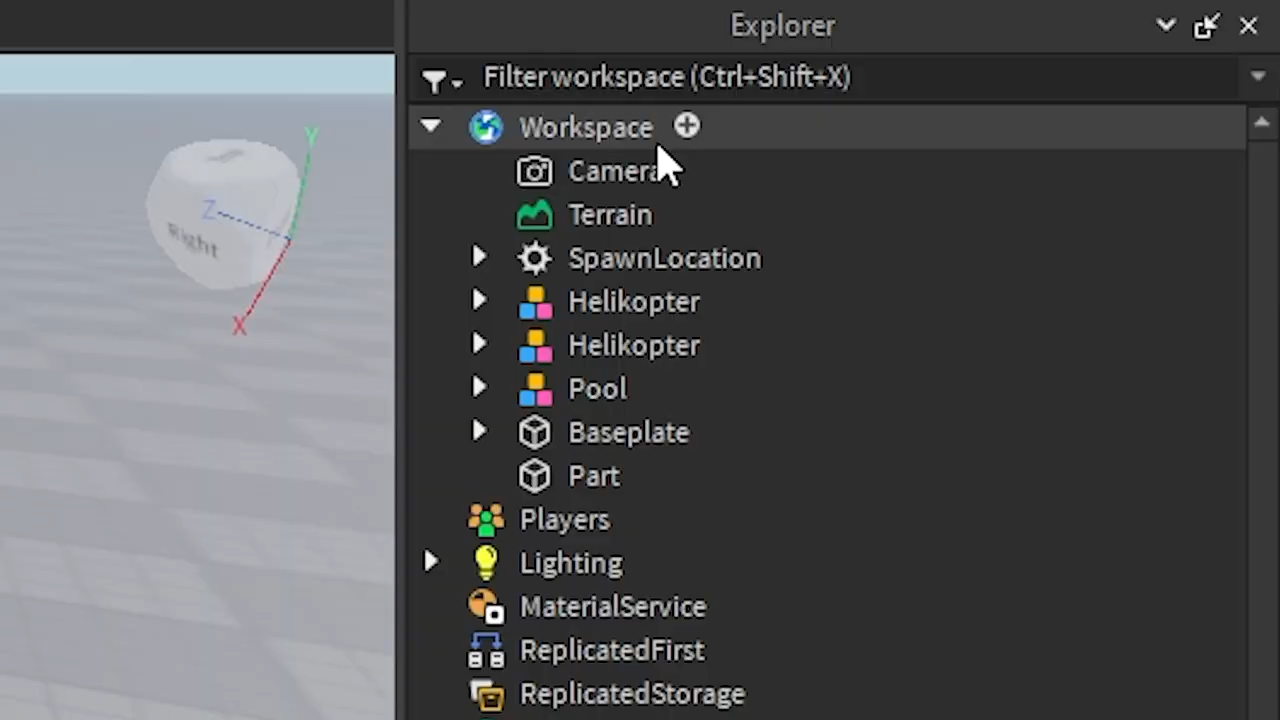 Explorer
Filter workspace (Ctrl+Shift+X)
Workspace
Camera
Terrain
SpawnLocation
Helikopter
Helikopter
Pool
Baseplate
Part
Players
Lighting
MaterialService
ReplicatedFirst
ReplicatedStorage
Y
Z
Right
X